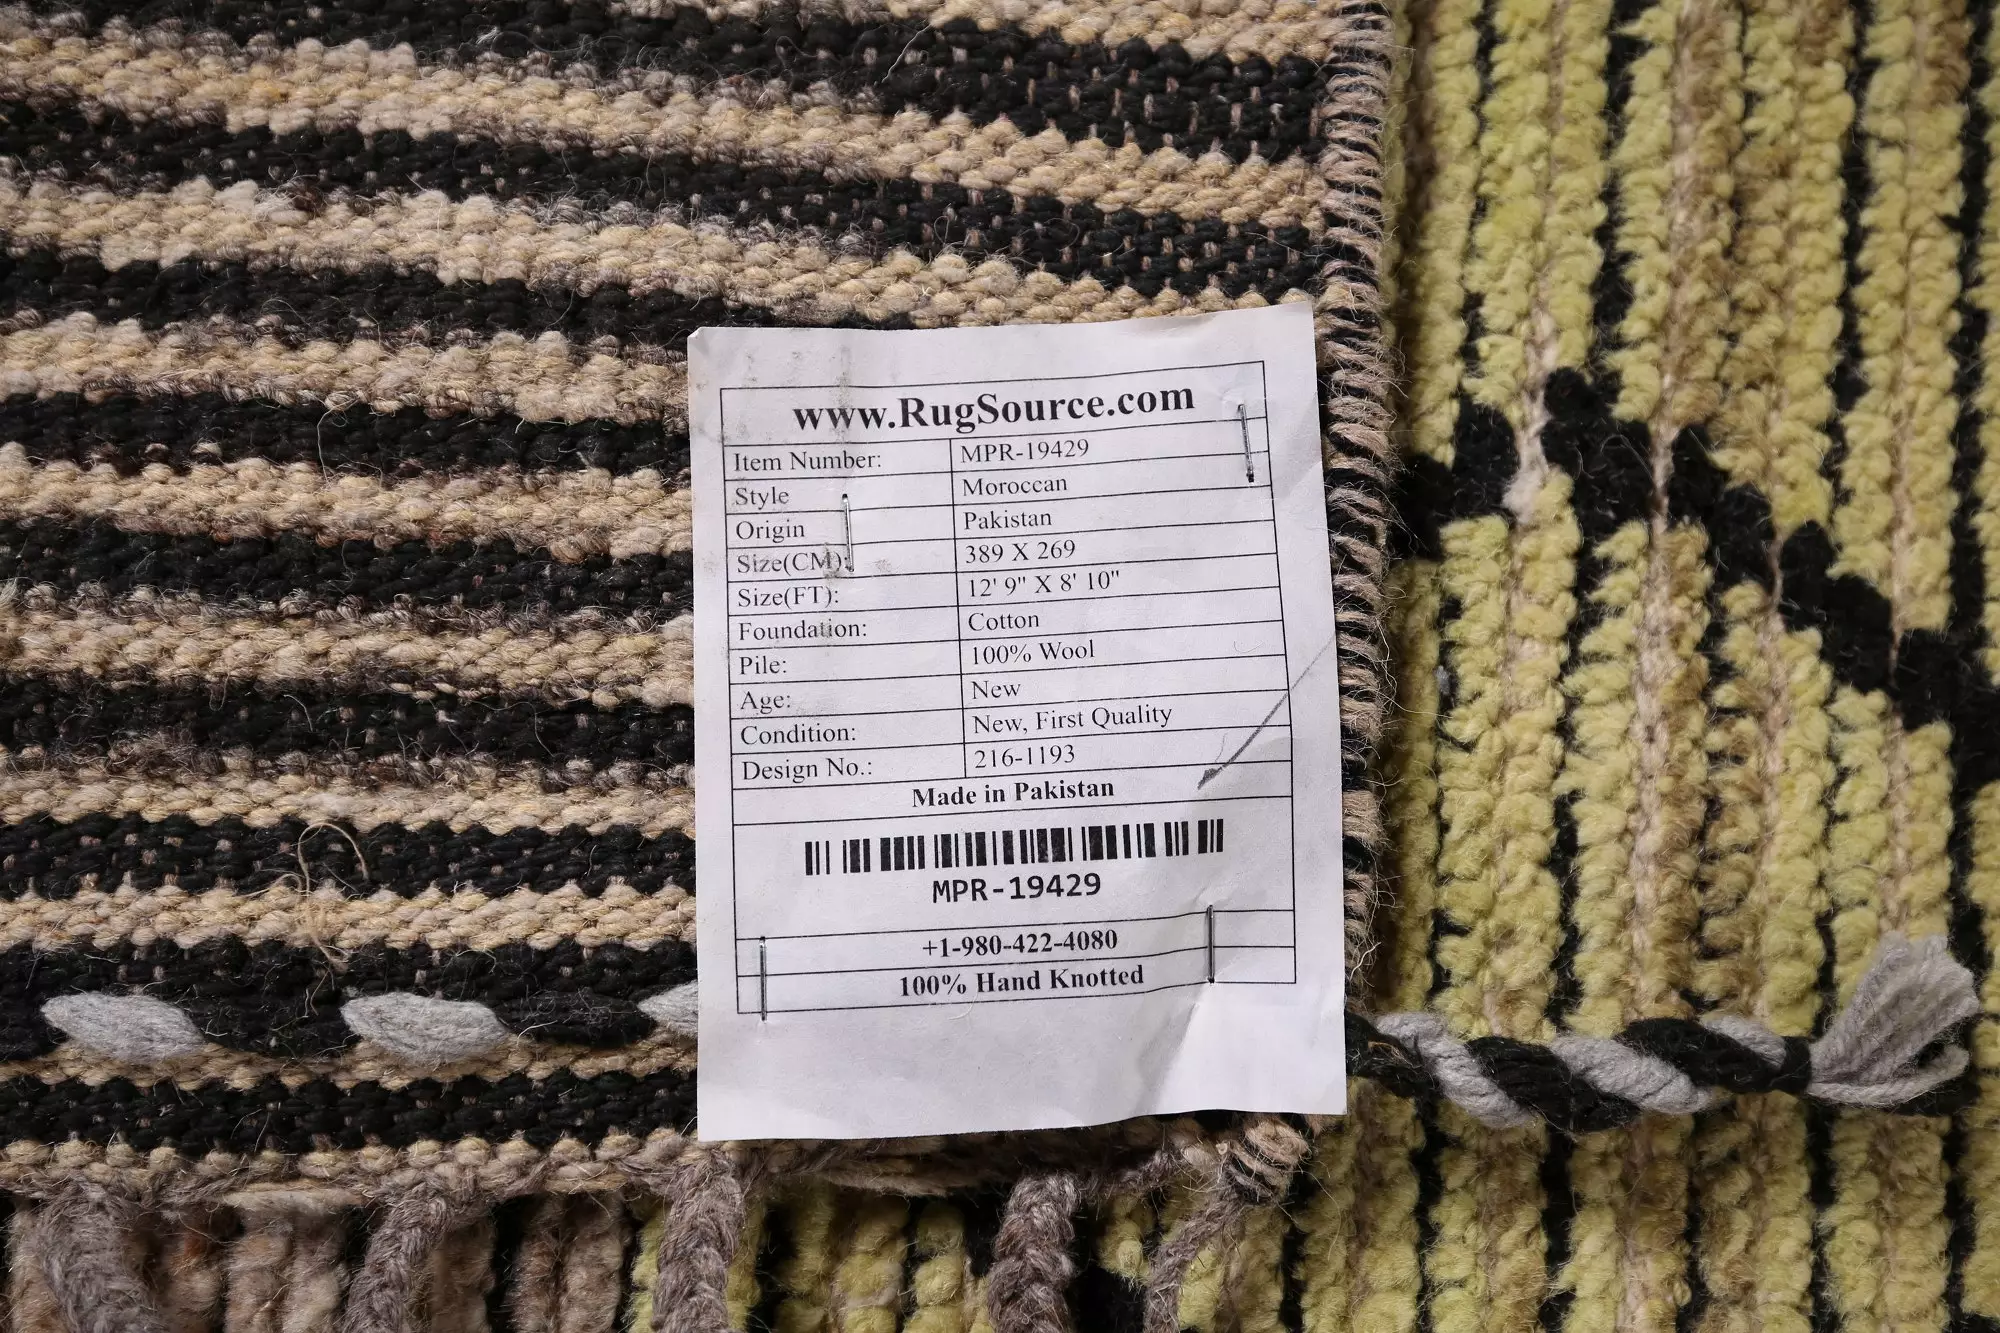 www.RugSource.com
Item Number: MPR-19429
Style Moroccan
Origin Pakistan
Size(CM): 389 X 269
Size(FT): 12' 9" X 8' 10"
Foundation: Cotton
Pile: 100% Wool
Age: New
Condition: New, First Quality
Design No.: 216-1193
Made in Pakistan
MPR-19429
+1-980-422-4080
100% Hand Knotted